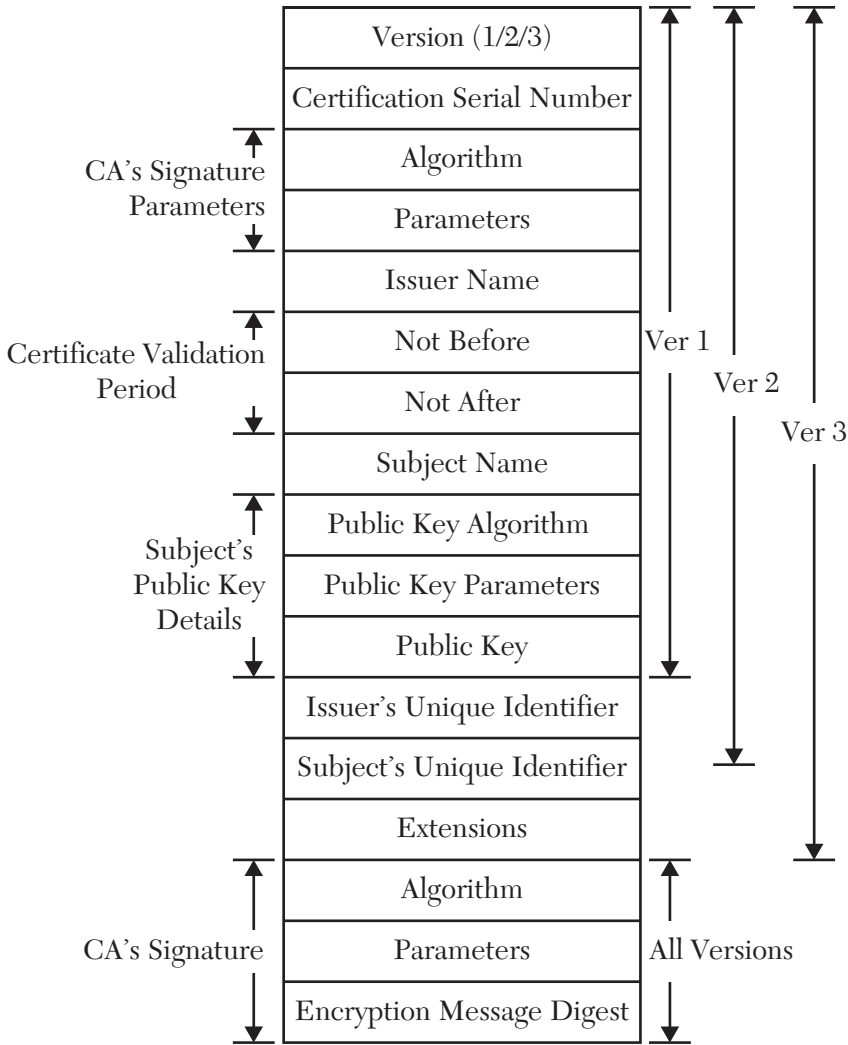 Version (1/2/3)
Certification Serial Number
CA’s Signature
Parameters
Algorithm
Parameters
Issuer Name
Certificate Validation
Period
Not Before
Not After
Ver 1
Ver 2
Ver 3
Subject Name
Subject’s
Public Key
Details
Public Key Algorithm
Public Key Parameters
Public Key
Issuer’s Unique Identifier
Subject’s Unique Identifier
Extensions
CA’s Signature
Algorithm
Parameters
Encryption Message Digest
All Versions